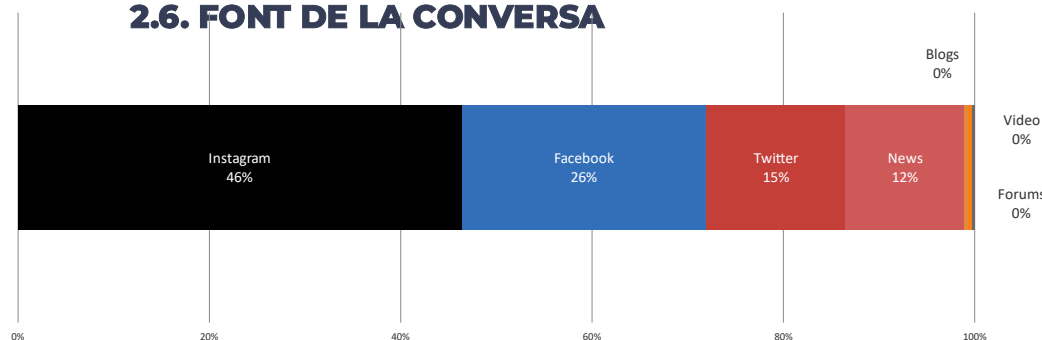 2.6. FONT DE LA CONVERSA
Blogs
0%
Video
0%
Instagram
46%
Facebook
26%
Twitter
15%
News
12%
Forums
0%
0%
20%
40%
60%
80%
100%